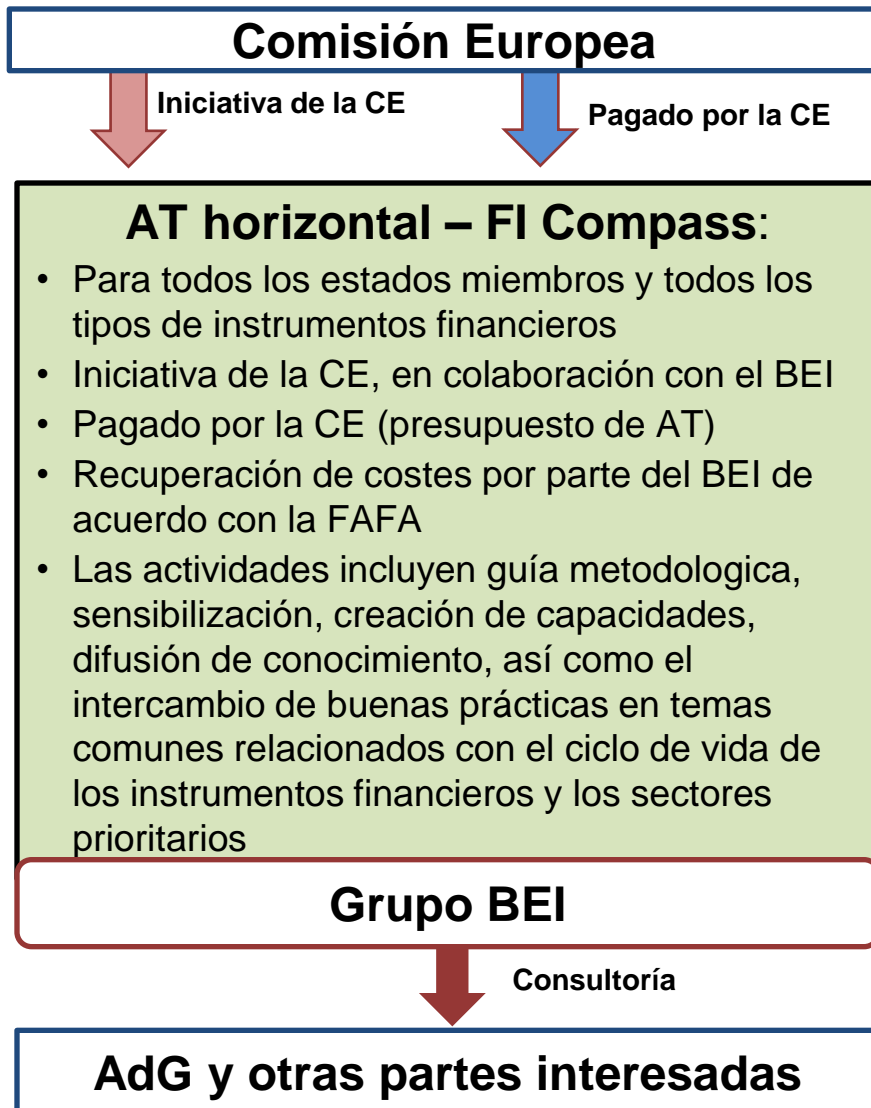 Comisión Europea
Iniciativa de la CE
Pagado por la CE
AT horizontal – FI Compass:
• Para todos los estados miembros y todos los
tipos de instrumentos financieros
• Iniciativa de la CE, en colaboración con el BEI
• Pagado por la CE (presupuesto de AT)
• Recuperación de costes por parte del BEI de
acuerdo con la FAFA
• Las actividades incluyen guía metodologica,
sensibilización, creación de capacidades,
difusión de conocimiento, así como el
intercambio de buenas prácticas en temas
comunes relacionados con el ciclo de vida de
los instrumentos financieros y los sectores
prioritarios
Grupo BEI
Consultoría
AdG y otras partes interesadas